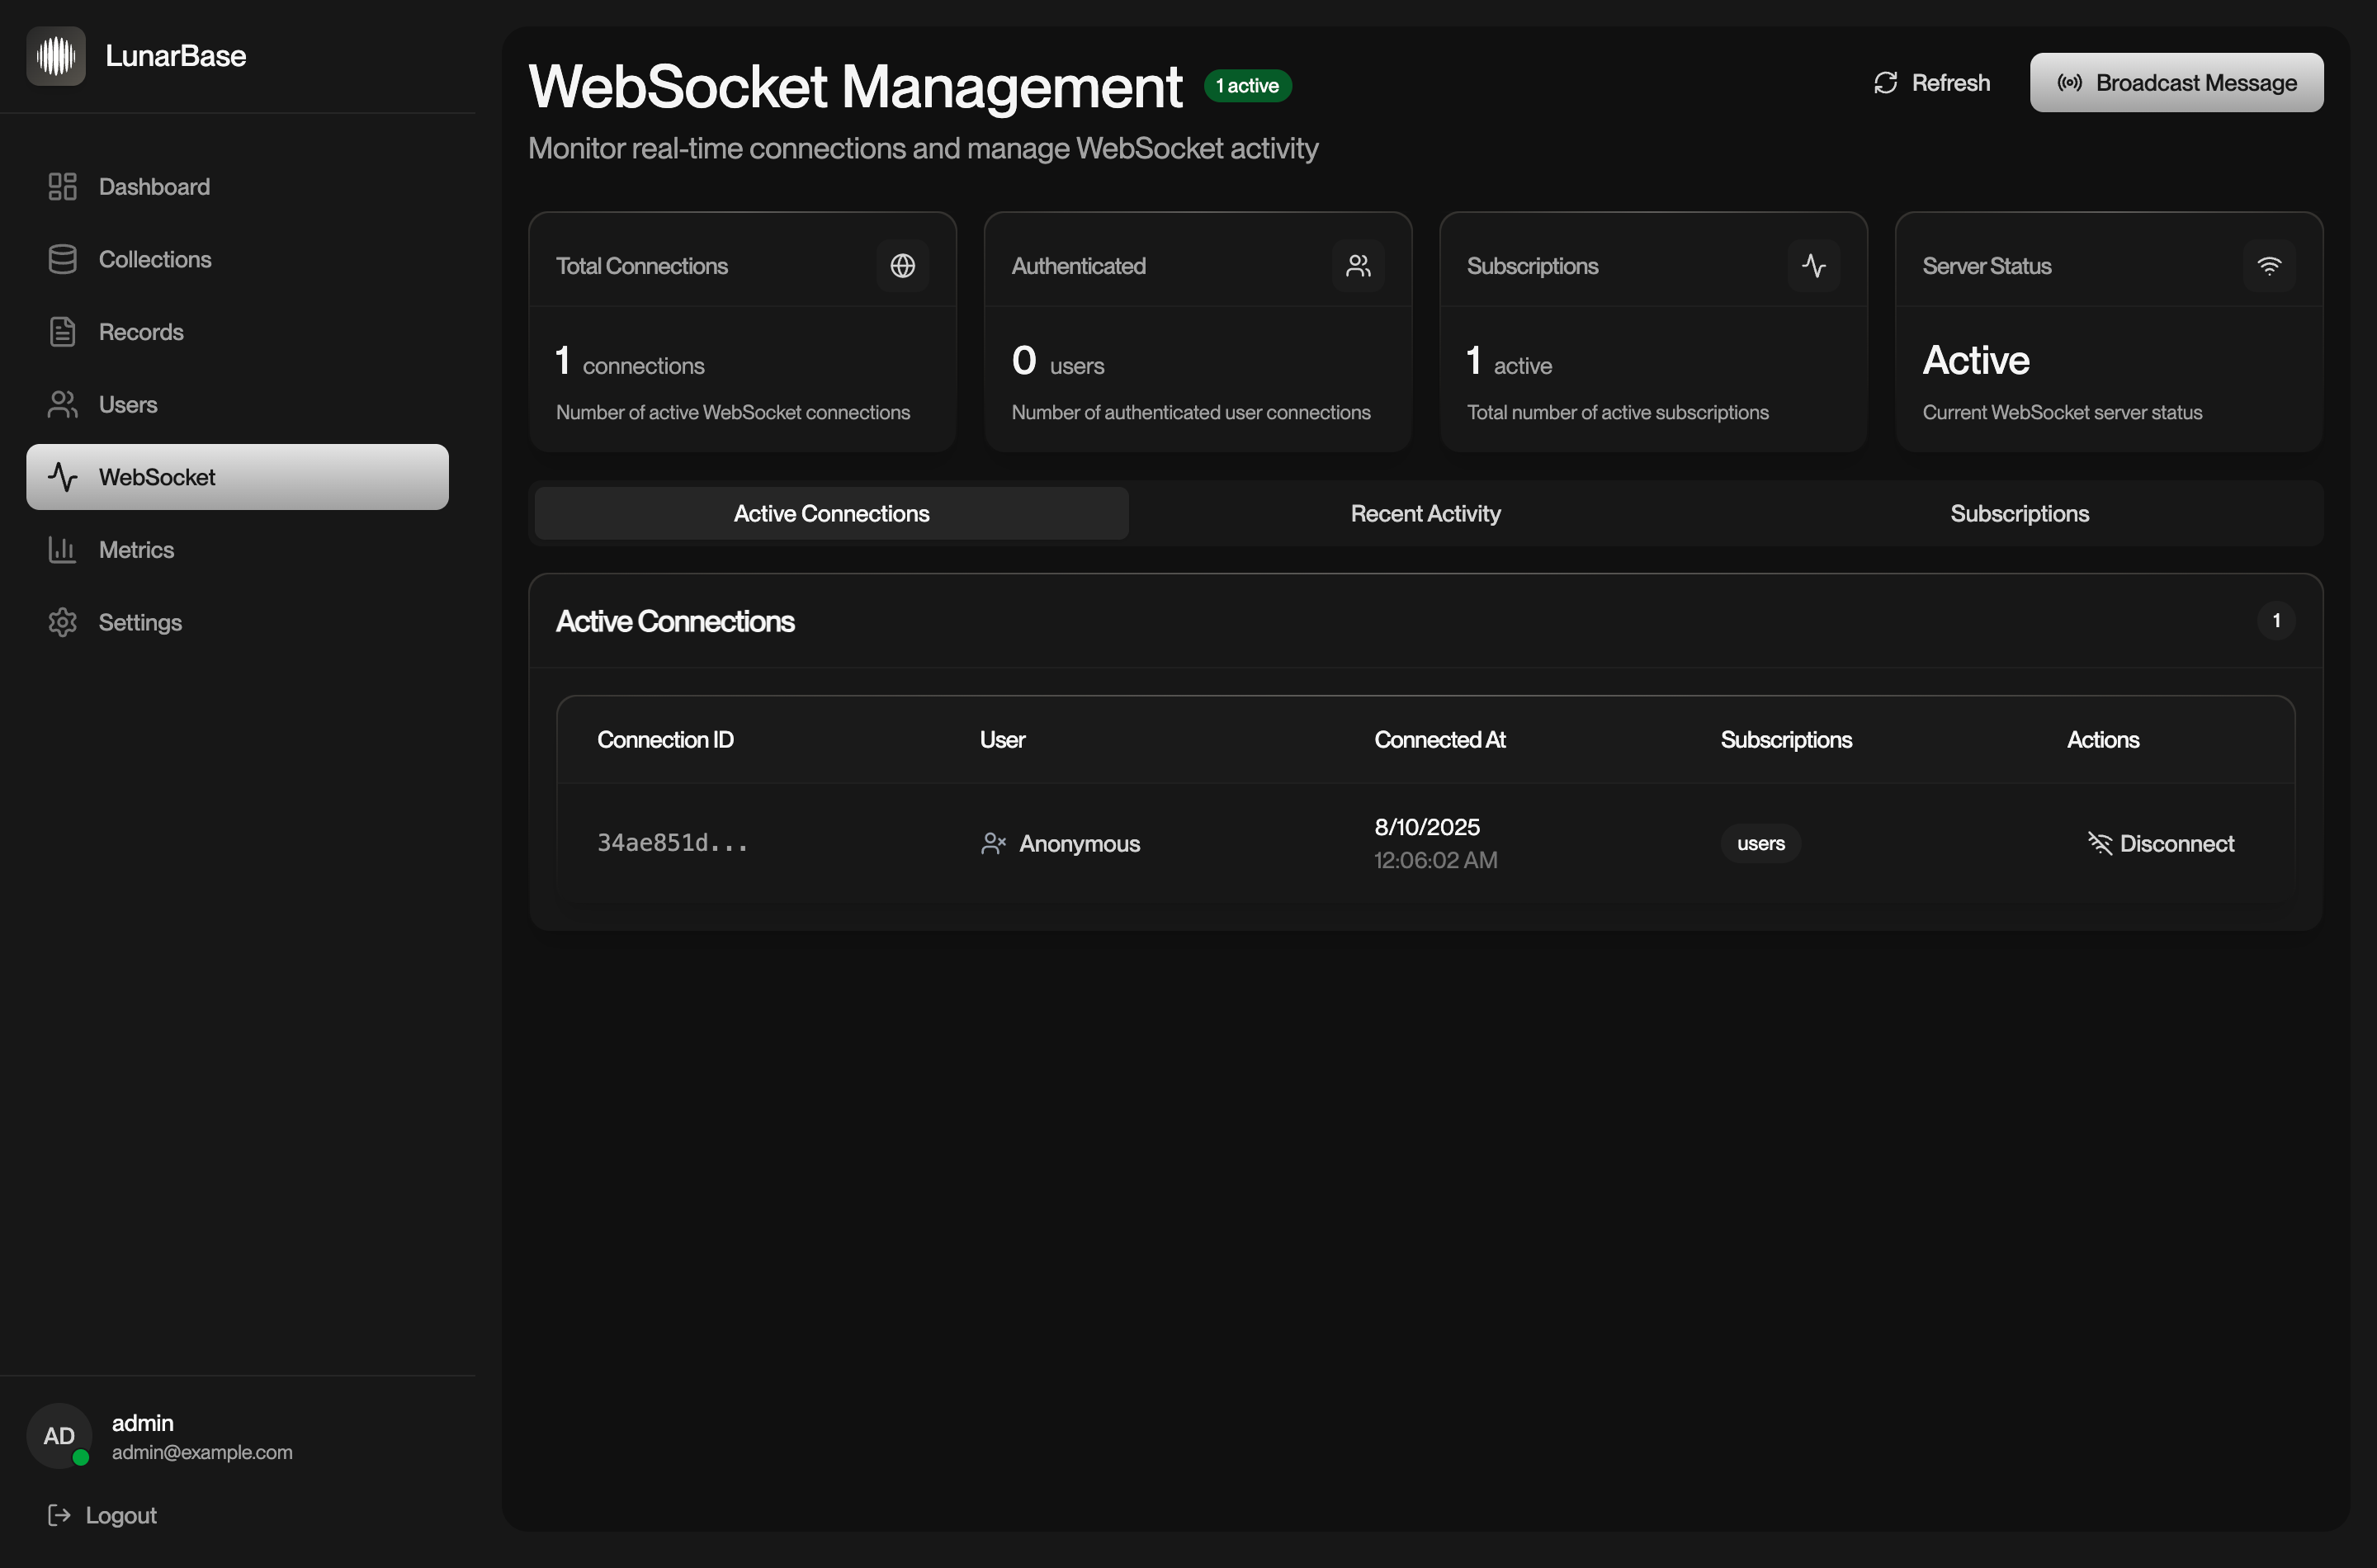 LunarBase
Dashboard
Collections
Records
Users
WebSocket
Metrics
Settings
AD
admin
admin@example.com
Logout
WebSocket Management
1 active
Monitor real-time connections and manage WebSocket activity
Refresh
Broadcast Message
Total Connections
1 connections
Number of active WebSocket connections
Authenticated
0 users
Number of authenticated user connections
Subscriptions
1 active
Total number of active subscriptions
Server Status
Active
Current WebSocket server status
Active Connections
Recent Activity
Subscriptions
Active Connections
1
Connection ID
User
Connected At
Subscriptions
Actions
34ae851d...
Anonymous
8/10/2025
12:06:02 AM
users
Disconnect